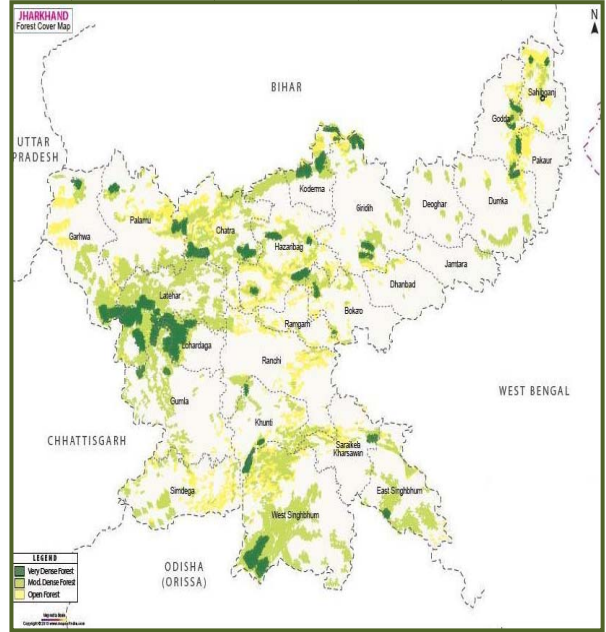 JHARKHAND
Forest Cover Map
N
BIHAR
UTTAR
PRADESH
Sahibganj
Godda
Pakaur
Koderma
Giridih
Deoghar
Dumka
Palamu
Chatra
Garhwa
Hazaribag
Jamtara
Dhanbad
Latehar
Bokaro
Ramgarh
Lohardaga
Ranchi
WEST BENGAL
Gumla
Khunti
CHHATTISGARH
Saraikela
Kharsawan
Simdega
East Singhbhum
West Singhbhum
ODISHA
(ORISSA)
LEGEND
Very Dense Forest
Mod. Dense Forest
Open Forest